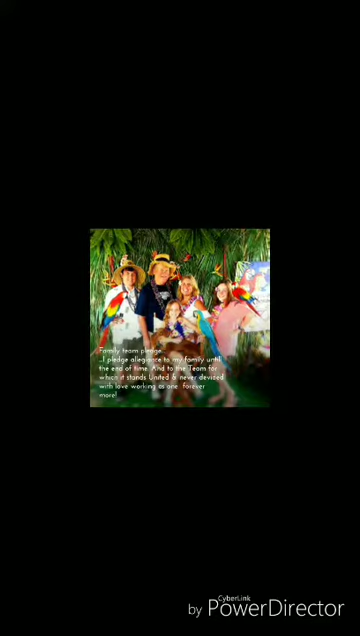 Family team pledge...
...I pledge allegiance to my family until
the end of time. And to the Team for
which it stands United & never devided
with love working as one forever
more!
CyberLink
by PowerDirector